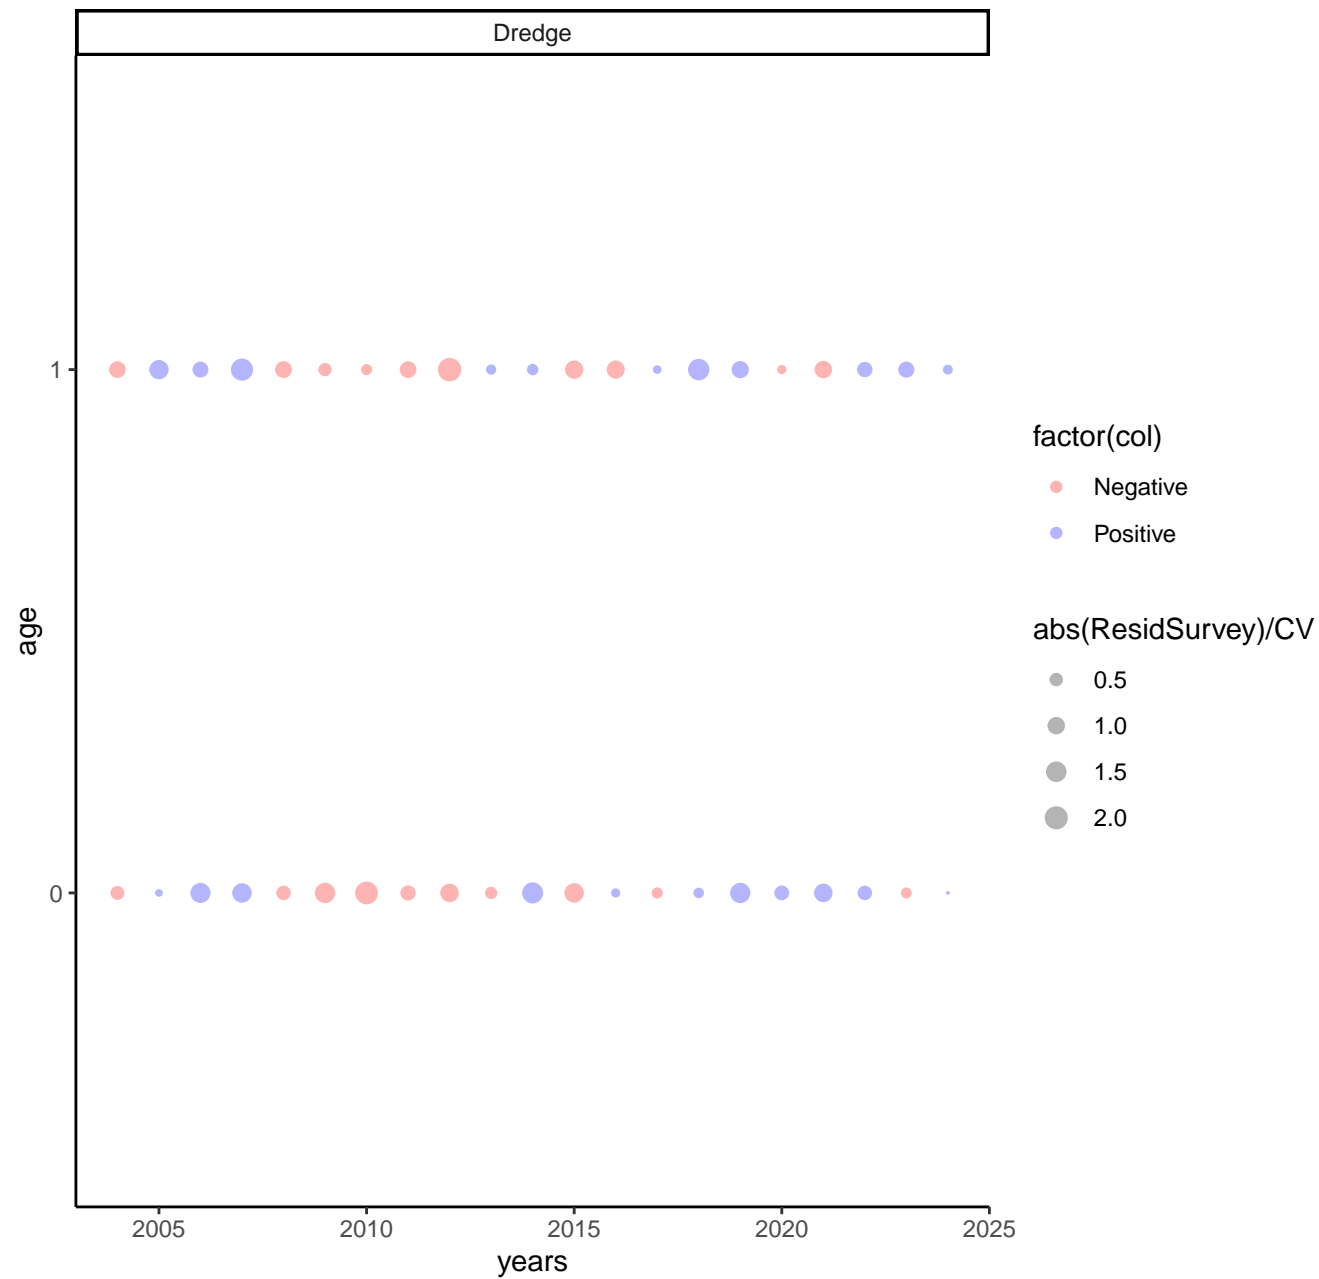 Dredge
1
0
age
2005 2010 2015 2020 2025
years
factor(col)
Negative
Positive
abs(ResidSurvey)/CV
0.5
1.0
1.5
2.0